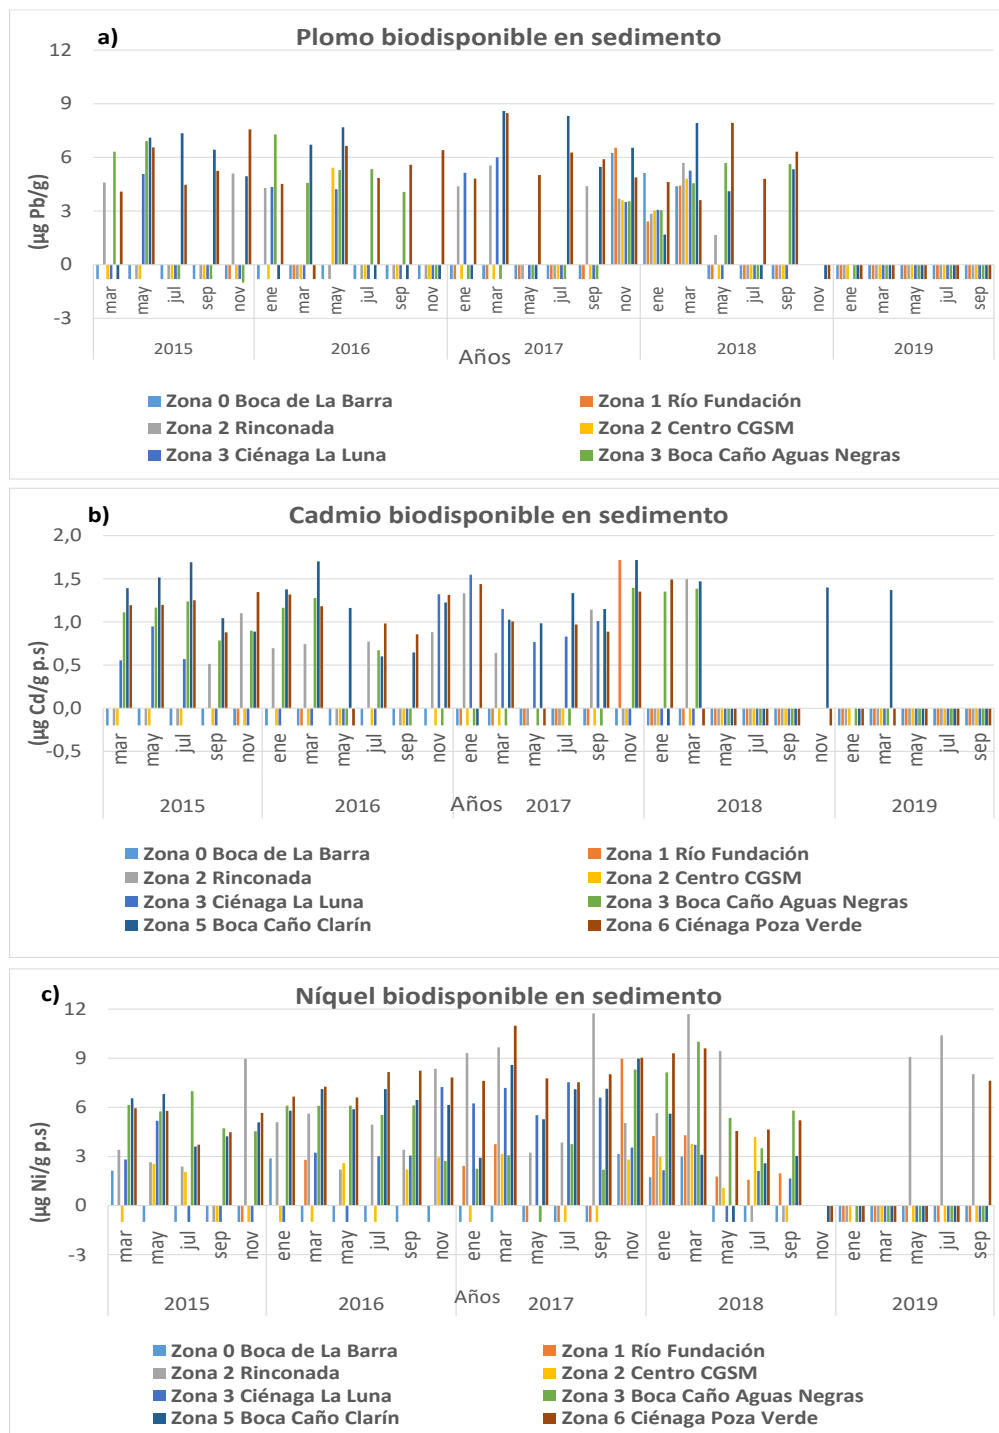 a)
Plomo biodisponible en sedimento
(µg Pb/g)
12
9
6
3
0
-3
mar may jul sep nov ene mar may jul sep nov ene mar may jul sep nov ene mar may jul sep nov ene mar may jul sep
2015 2016 2017 2018 2019
Años
Zona 0 Boca de La Barra Zona 1 Río Fundación
Zona 2 Rinconada Zona 2 Centro CGSM
Zona 3 Ciénaga La Luna Zona 3 Boca Caño Aguas Negras
b)
Cadmio biodisponible en sedimento
(µg Cd/g p.s)
2,0
1,5
1,0
0,5
0,0
-0,5
mar may jul sep nov ene mar may jul sep nov ene mar may jul sep nov ene mar may jul sep nov ene mar may jul sep
2015 2016 2017 2018 2019
Años
Zona 0 Boca de La Barra Zona 1 Río Fundación
Zona 2 Rinconada Zona 2 Centro CGSM
Zona 3 Ciénaga La Luna Zona 3 Boca Caño Aguas Negras
Zona 5 Boca Caño Clarín Zona 6 Ciénaga Poza Verde
c)
Níquel biodisponible en sedimento
(µg Ni/g p.s)
12
9
6
3
0
-3
mar may jul sep nov ene mar may jul sep nov ene mar may jul sep nov ene mar may jul sep nov ene mar may jul sep
2015 2016 2017 2018 2019
Años
Zona 0 Boca de La Barra Zona 1 Río Fundación
Zona 2 Rinconada Zona 2 Centro CGSM
Zona 3 Ciénaga La Luna Zona 3 Boca Caño Aguas Negras
Zona 5 Boca Caño Clarín Zona 6 Ciénaga Poza Verde